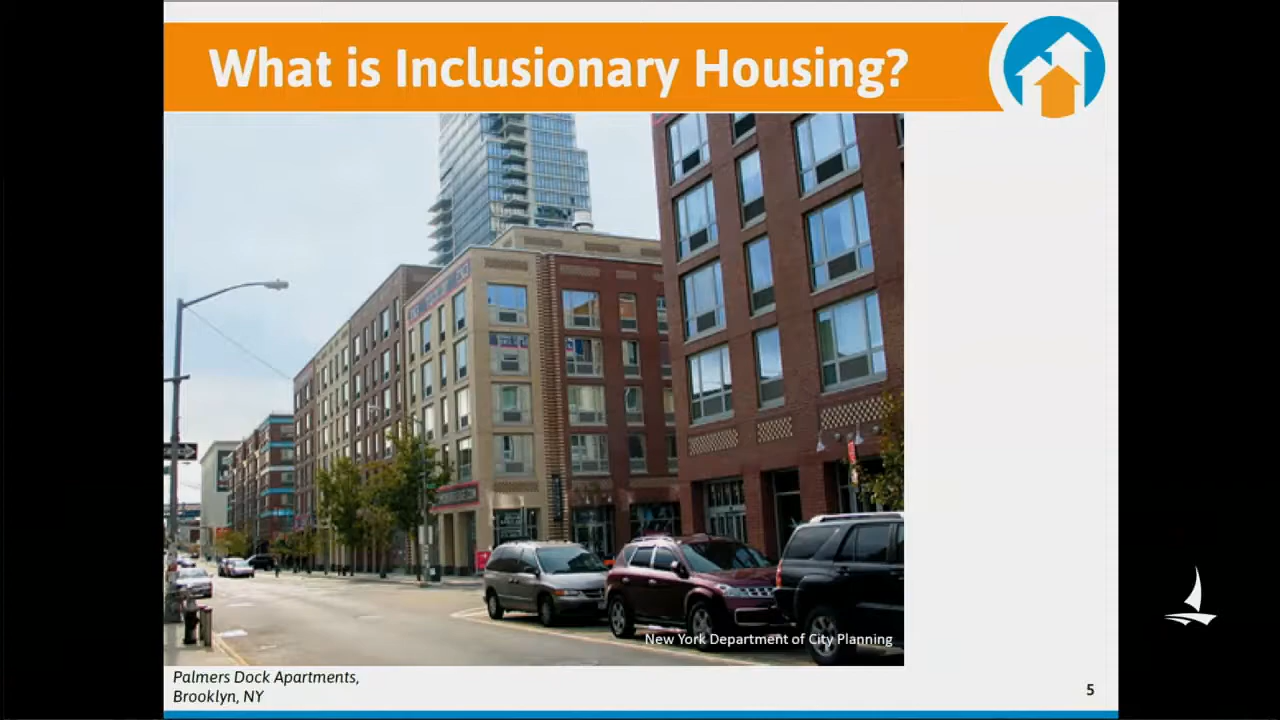 What is Inclusionary Housing?
New York Department of City Planning
Palmers Dock Apartments,
Brooklyn, NY
5